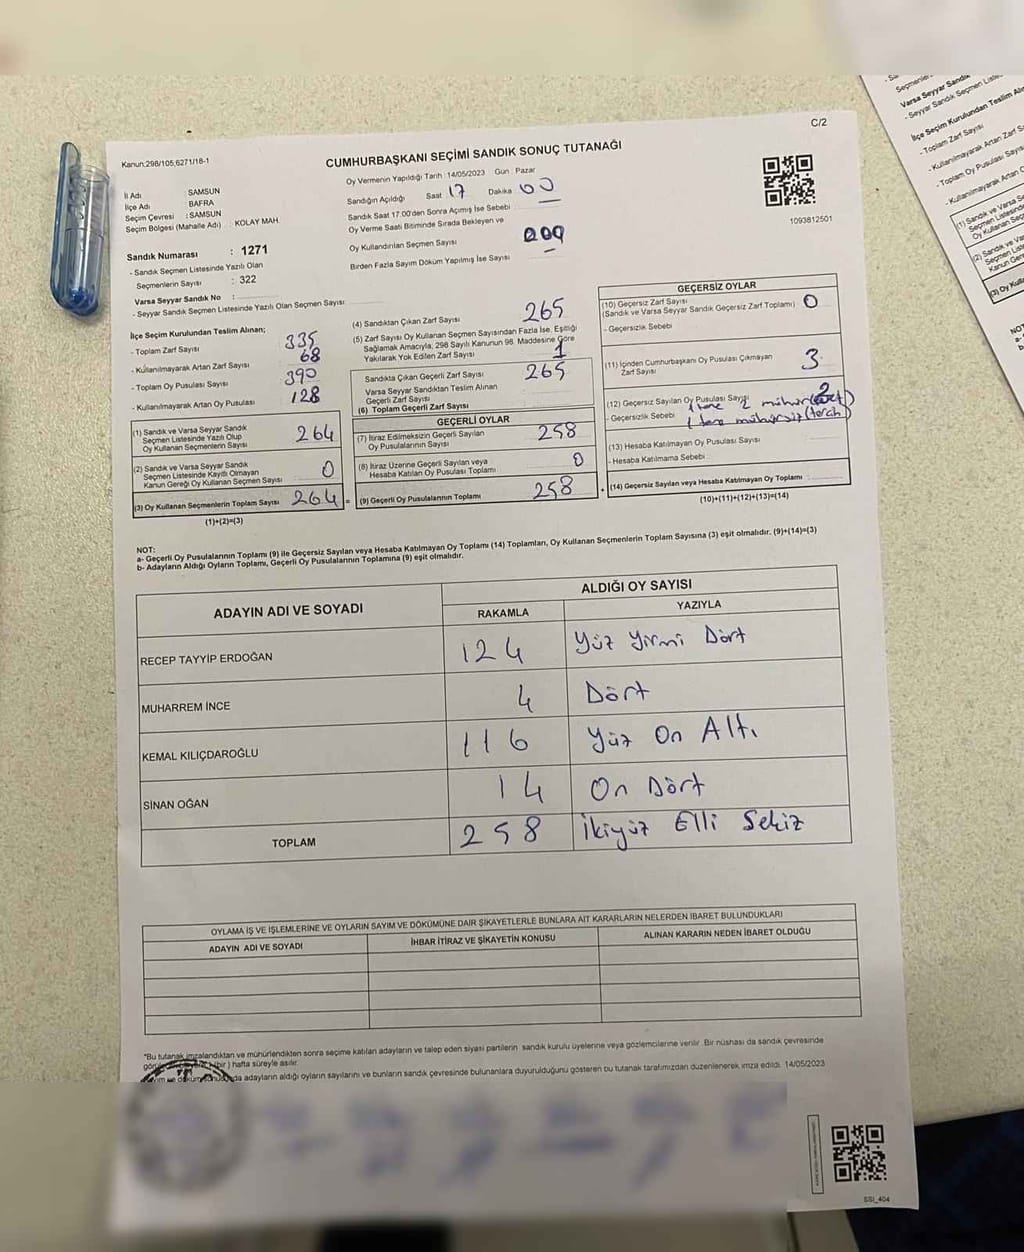 C/2
Kanun:298/105,6271/18-1
CUMHURBAŞKANI SEÇİMİ SANDIK SONUÇ TUTANAĞI
İl Adı SAMSUN
İlçe Adı BAFRA
Seçim Çevresi : SAMSUN
Seçim Bölgesi (Mahalle Adı) : KOLAY MAH.
Sandık Numarası : 1271
- Sandık Seçmen Listesinde Yazılı Olan
Seçmenlerin Sayısı : 322
Varsa Seyyar Sandık No :
- Seyyar Sandık Seçmen Listesinde Yazılı Olan Seçmen Sayısı
Oy Vermenin Yapıldığı Tarih : 14/05/2023 Gün : Pazar
Sandığın Açıldığı Saat 17 Dakika 00
Sandık Saat 17:00'den Sonra Açımış İse Sebebi
Oy Verme Saati Bitiminde Sırada Bekleyen ve
Oy Kullandırılan Seçmen Sayısı
Birden Fazla Sayım Döküm Yapılmış İse Sayısı
1093812501
İlçe Seçim Kurulundan Teslim Alınan;
- Toplam Zarf Sayısı 335
- Kullanılmayarak Artan Zarf Sayısı 68
- Toplam Oy Pusulası Sayısı 390
- Kullanılmayarak Artan Oy Pusulası 128
(1) Sandık ve Varsa Seyyar Sandık
Seçmen Listesinde Yazılı Olup
Oy Kullanan Seçmenlerin Sayısı 264
(2) Sandık ve Varsa Seyyar Sandık
Seçmen Listesinde Kayıtlı Olmayan
Kanun Gereği Oy Kullanan Seçmen Sayısı 0
(3) Oy Kullanan Seçmenlerin Toplam Sayısı 264 =
(1)+(2)=(3)
(4) Sandıktan Çıkan Zarf Sayısı 265
(5) Zarf Sayısı Oy Kullanan Seçmen Sayısından Fazla İse, Eşitliği
Sağlamak Amacıyla; 298 Sayılı Kanunun 98. Maddesine Göre
Yakılarak Yok Edilen Zarf Sayısı 1
Sandıkta Çıkan Geçerli Zarf Sayısı 265
Varsa Seyyar Sandıktan Teslim Alınan
Geçerli Zarf Sayısı
(6) Toplam Geçerli Zarf Sayısı
GEÇERLİ OYLAR
(7) İtiraz Edilmeksizin Geçerli Sayılan
Oy Pusulalarının Sayısı 258
(8) İtiraz Üzerine Geçerli Sayılan veya
Hesaba Katılan Oy Pusulası Toplamı 0
(9) Geçerli Oy Pusulalarının Toplamı 258
GEÇERSİZ OYLAR
(10) Geçersiz Zarf Sayısı
(Sandık ve Varsa Seyyar Sandık Geçersiz Zarf Toplamı) 0
- Geçersizlik Sebebi
(11) İçinden Cumhurbaşkanı Oy Pusulası Çıkmayan
Zarf Sayısı 3
(12) Geçersiz Sayılan Oy Pusulası Sayısı 2
- Geçersizlik Sebebi
(13) Hesaba Katılmayan Oy Pusulası Sayısı
- Hesaba Katılmama Sebebi
(14) Geçersiz Sayılan veya Hesaba Katılmayan Oy Toplamı
(10)+(11)+(12)+(13)=(14)
NOT:
a- Geçerli Oy Pusulalarının Toplamı (9) ile Geçersiz Sayılan veya Hesaba Katılmayan Oy Toplamı (14) Toplamları, Oy Kullanan Seçmenlerin Toplam Sayısına (3) eşit olmalıdır. (9)+(14)=(3)
b- Adayların Aldığı Oyların Toplamı, Geçerli Oy Pusulalarının Toplamına (9) eşit olmalıdır.
ADAYIN ADI VE SOYADI
ALDIĞI OY SAYISI
RAKAMLA YAZIYLA
RECEP TAYYİP ERDOĞAN 124 Yüz Yirmi Dört
MUHARREM İNCE 4 Dört
KEMAL KILIÇDAROĞLU 116 Yüz On Altı
SİNAN OĞAN 14 On Dört
TOPLAM 258 İkiyüz Elli Sekiz
OYLAMA İŞ VE İŞLEMLERİNE VE OYLARIN SAYIM VE DÖKÜMÜNE DAİR ŞİKAYETLERLE BUNLARA AİT KARARLARIN NELERDEN İBARET BULUNDUKLARI
ADAYIN ADI VE SOYADI İHBAR İTİRAZ VE ŞİKAYETİN KONUSU ALINAN KARARIN NEDEN İBARET OLDUĞU
*Bu tutanak imzalandıktan ve mühürlendikten sonra seçime katılan adayların ve talep eden siyasi partilerin sandık kurulu üyelerine veya gözlemcilerine verilir. Bir nüshası da sandık çevresinde
hafta süreyle asılır.
adayların aldığı oyların sayılarını ve bunların sandık çevresinde bulunanlara duyurulduğunu gösteren bu tutanak tarafımızdan düzenlenerek imza edildi. 14/05/2023
SSI_404